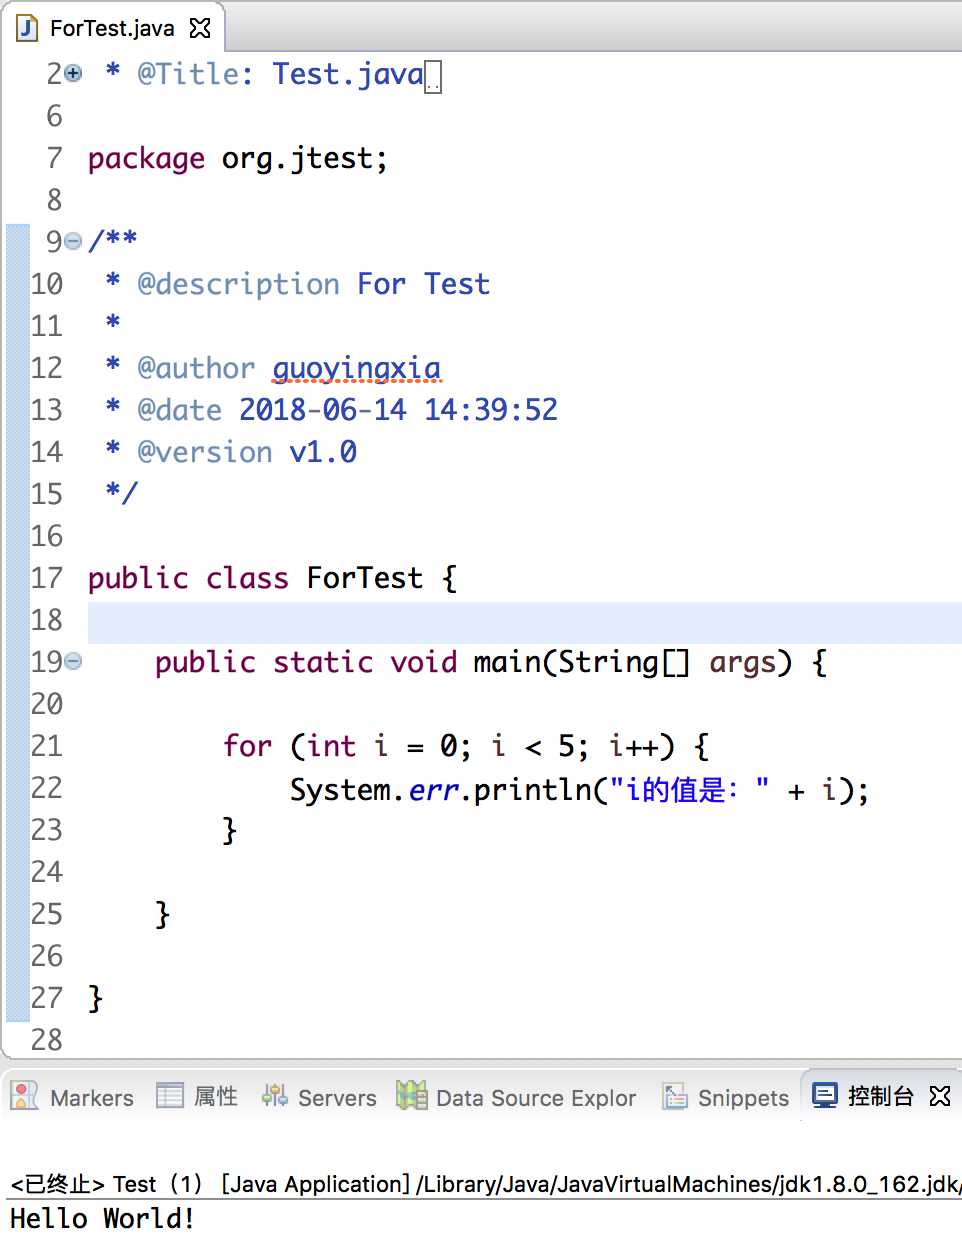 ForTest.java
2 * @Title: Test.java
6
7 package org.jtest;
8
9 /**
10 * @description For Test
11 *
12 * @author guoyingxia
13 * @date 2018-06-14 14:39:52
14 * @version v1.0
15 */
16
17 public class ForTest {
18
19 public static void main(String[] args) {
20
21 for (int i = 0; i < 5; i++) {
22 System.err.println("i的值是：" + i);
23 }
24
25 }
26
27 }
28
Markers 属性 Servers Data Source Explor Snippets 控制台
<已终止> Test（1） [Java Application] /Library/Java/JavaVirtualMachines/jdk1.8.0_162.jdk/
Hello World!